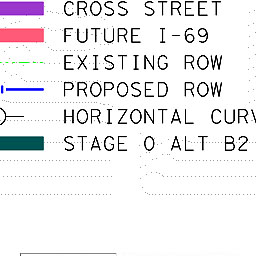 CROSS STREET
FUTURE I-69
EXISTING ROW
PROPOSED ROW
HORIZONTAL CURV
STAGE 0 ALT B2